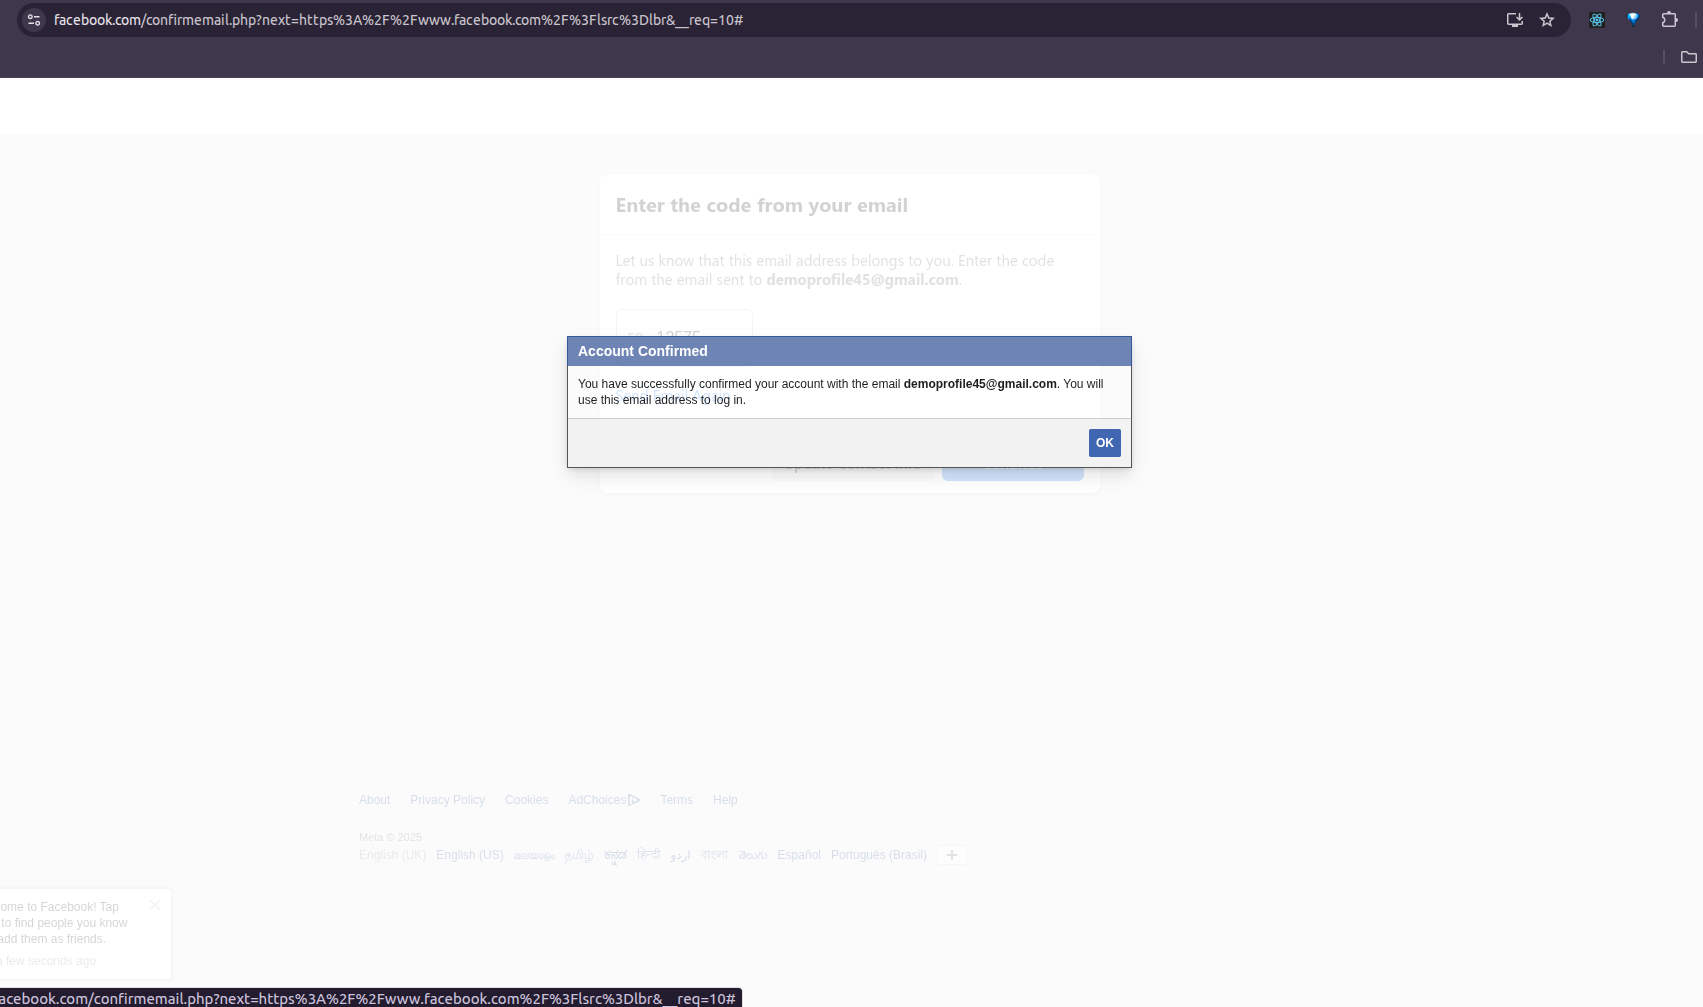 facebook.com/confirmemail.php?next=https%3A%2F%2Fwww.facebook.com%2F%3Flsrc%3Dlbr&__req=10#
Enter the code from your email
Let us know that this email address belongs to you. Enter the code
from the email sent to demoprofile45@gmail.com.
12575
Account Confirmed
You have successfully confirmed your account with the email demoprofile45@gmail.com. You will
use this email address to log in.
OK
About Privacy Policy Cookies AdChoices Terms Help
Meta © 2025
English (UK) English (US) മലയാളം தமிழ் ಕನ್ನಡ हिन्दी اردو বাংলা తెలుగు Español Português (Brasil)
ome to Facebook! Tap
to find people you know
add them as friends.
few seconds ago
acebook.com/confirmemail.php?next=https%3A%2F%2Fwww.facebook.com%2F%3Flsrc%3Dlbr&__req=10#